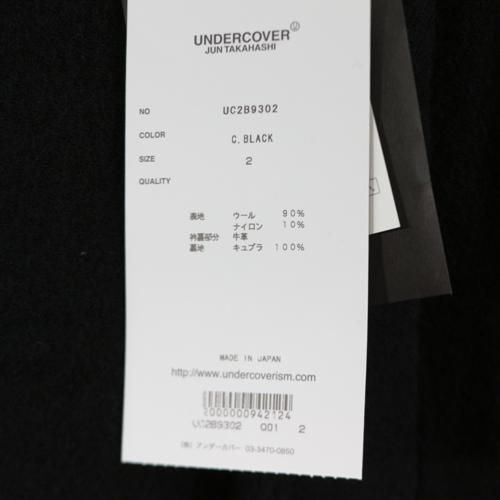 UNDERCOVER
JUN TAKAHASHI
NO UC2B9302
COLOR C.BLACK
SIZE 2
QUALITY
表地 ウール 90%
ナイロン 10%
衿裏部分 牛革
裏地 キュプラ 100%
MADE IN JAPAN
http://www.undercoverism.com
2000000942124
UC2B9302 001 2
(株) アンダーカバー 03-3470-0850